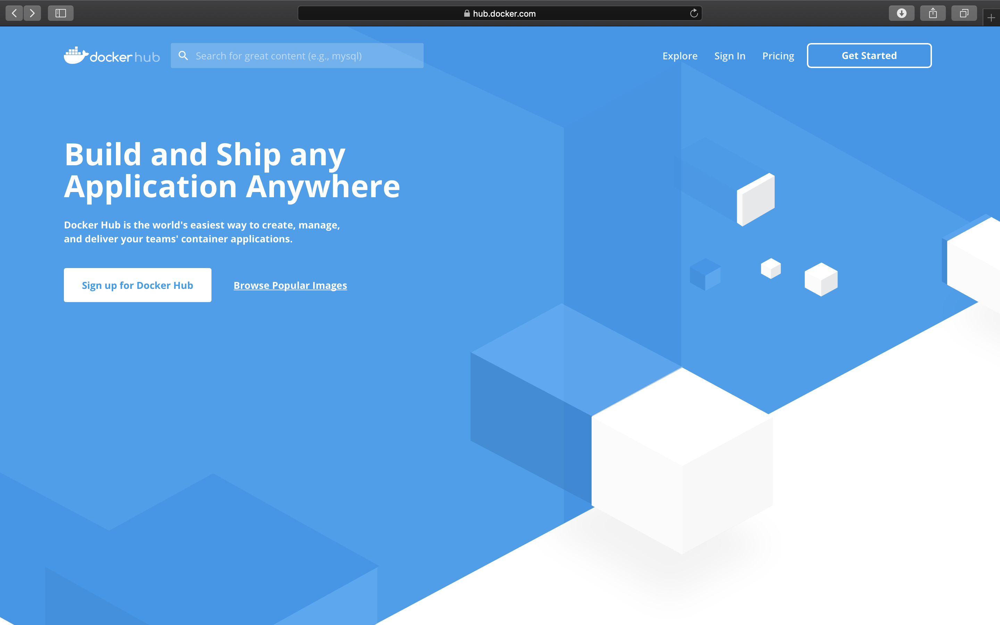 hub.docker.com
docker hub
Search for great content (e.g., mysql)
Explore
Sign In
Pricing
Get Started
Build and Ship any
Application Anywhere
Docker Hub is the world's easiest way to create, manage,
and deliver your teams' container applications.
Sign up for Docker Hub
Browse Popular Images